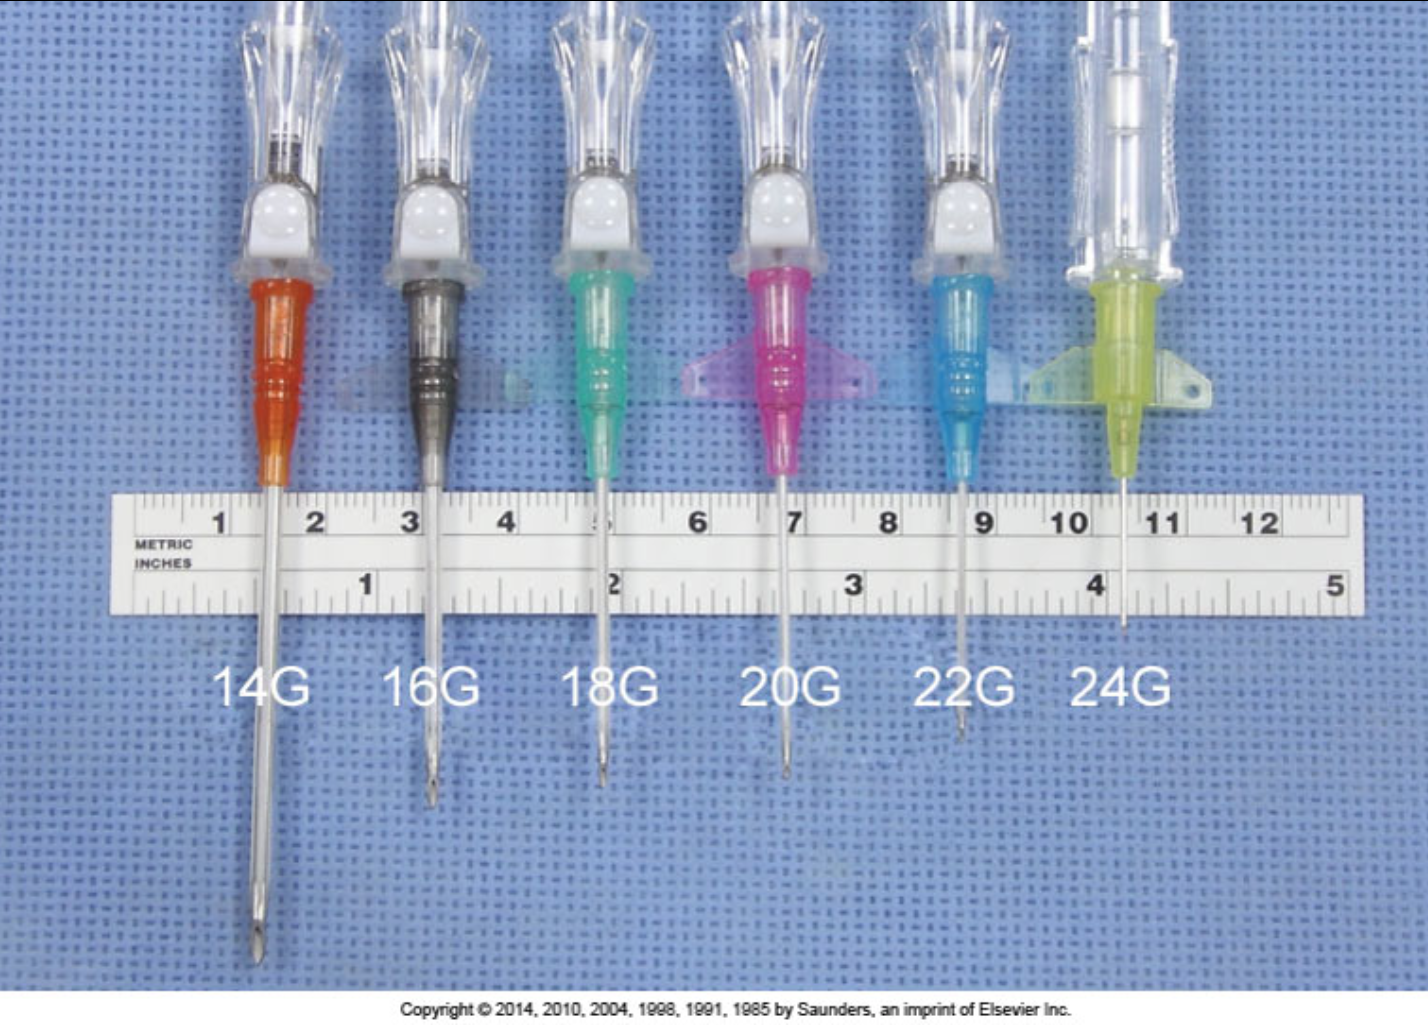 1 2 3 4 5 6 7 8 9 10 11 12
METRIC
INCHES
1 2 3 4 5
14G 16G 18G 20G 22G 24G
Copyright © 2014, 2010, 2004, 1998, 1991, 1985 by Saunders, an imprint of Elsevier Inc.